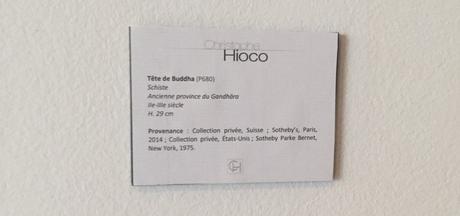 Christophe
Hioco
Tête de Buddha (P680)
Schiste
Ancienne province du Gandhâra
IIe-IIIe siècle
H. 29 cm
Provenance : Collection privée, Suisse ; Sotheby's, Paris,
2014 ; Collection privée, États-Unis ; Sotheby Parke Bernet,
New York, 1975.
CH